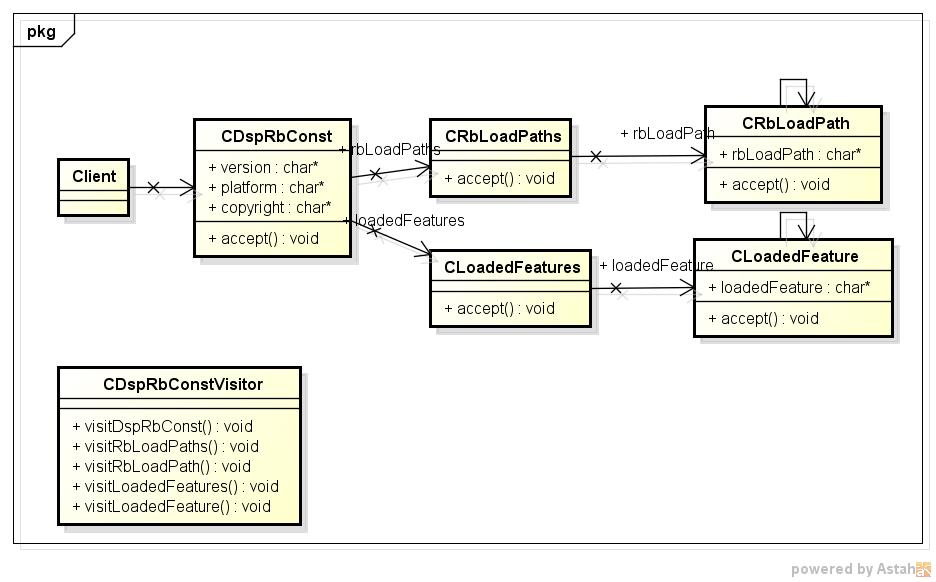 pkg
Client
CDspRbConst
+ version : char*
+ platform : char*
+ copyright : char*
+ accept() : void
+ rbLoadPaths
+ loadedFeatures
CRbLoadPaths
+ accept() : void
+ rbLoadPath
CRbLoadPath
+ rbLoadPath : char*
+ accept() : void
CLoadedFeatures
+ accept() : void
+ loadedFeature
CLoadedFeature
+ loadedFeature : char*
+ accept() : void
CDspRbConstVisitor
+ visitDspRbConst() : void
+ visitRbLoadPaths() : void
+ visitRbLoadPath() : void
+ visitLoadedFeatures() : void
+ visitLoadedFeature() : void
powered by Astah